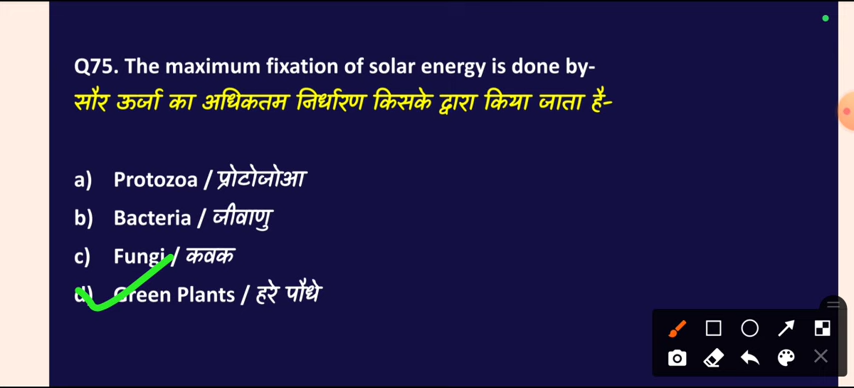 Q75. The maximum fixation of solar energy is done by-
सौर ऊर्जा का अधिकतम निर्धारण किसके द्वारा किया जाता है-
a) Protozoa / प्रोटोजोआ
b) Bacteria / जीवाणु
c) Fungi / कवक
d) Green Plants / हरे पौधे